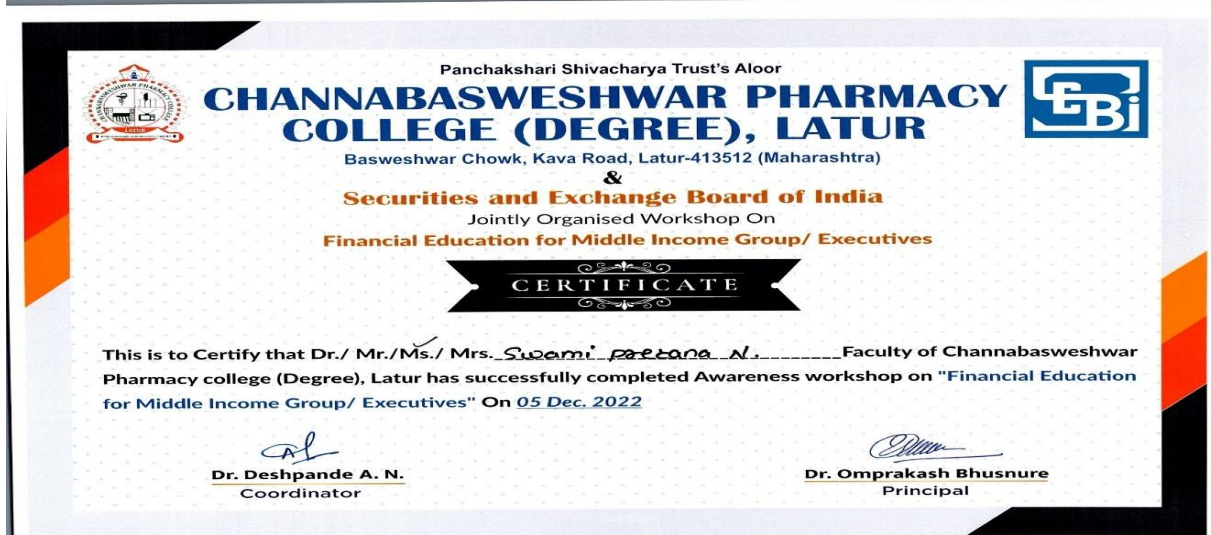 Panchakshari Shivacharya Trust's Aloor
CHANNABASWESHWAR PHARMACY
COLLEGE (DEGREE), LATUR
LATUR
SEBi
Basweshwar Chowk, Kava Road, Latur-413512 (Maharashtra)
&
Securities and Exchange Board of India
Jointly Organised Workshop On
Financial Education for Middle Income Group/ Executives
CERTIFICATE
This is to Certify that Dr./ Mr./Ms./ Mrs. Swami N. Faculty of Channabasweshwar
Pharmacy college (Degree), Latur has successfully completed Awareness workshop on "Financial Education
for Middle Income Group/ Executives" On 05 Dec. 2022
Dr. Deshpande A. N.
Coordinator
Dr. Omprakash Bhusnure
Principal